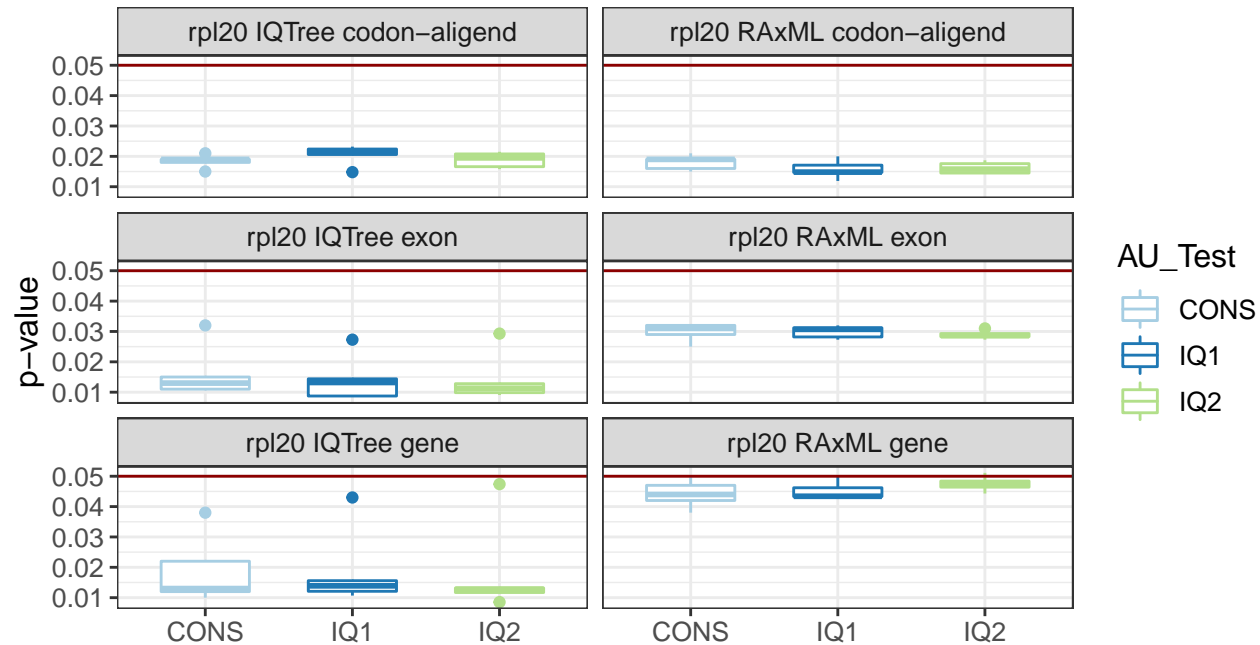 rpl20 IQTree codon−aligend
rpl20 RAxML codon−aligend
0.05
0.04
0.03
0.02
0.01
rpl20 IQTree exon
rpl20 RAxML exon
0.05
0.04
0.03
0.02
0.01
p−value
rpl20 IQTree gene
rpl20 RAxML gene
0.05
0.04
0.03
0.02
0.01
CONS IQ1 IQ2
CONS IQ1 IQ2
AU_Test
CONS
IQ1
IQ2